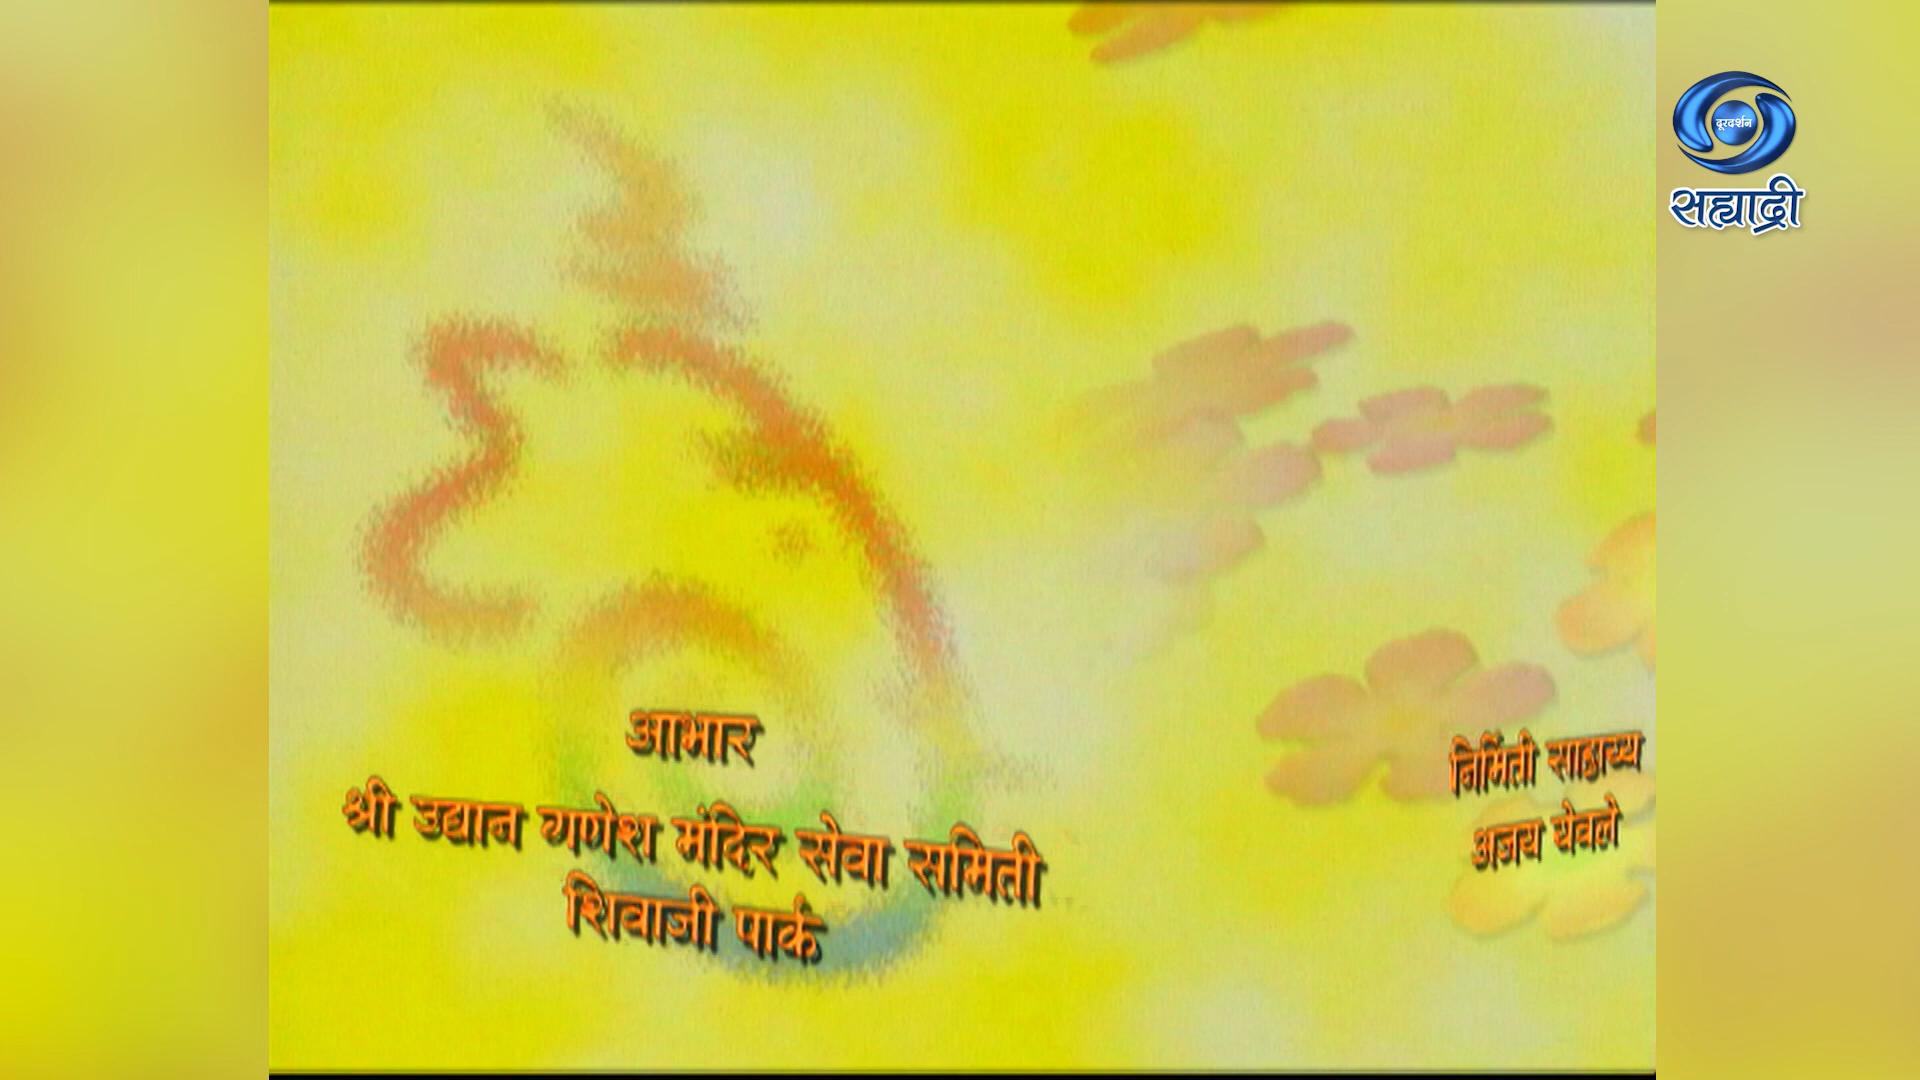 आभार
श्री उद्यान गणेश मंदिर सेवा समिती
शिवाजी पार्क
निर्मिती साहाय्य
अजय येवले
दूरदर्शन
सह्याद्री